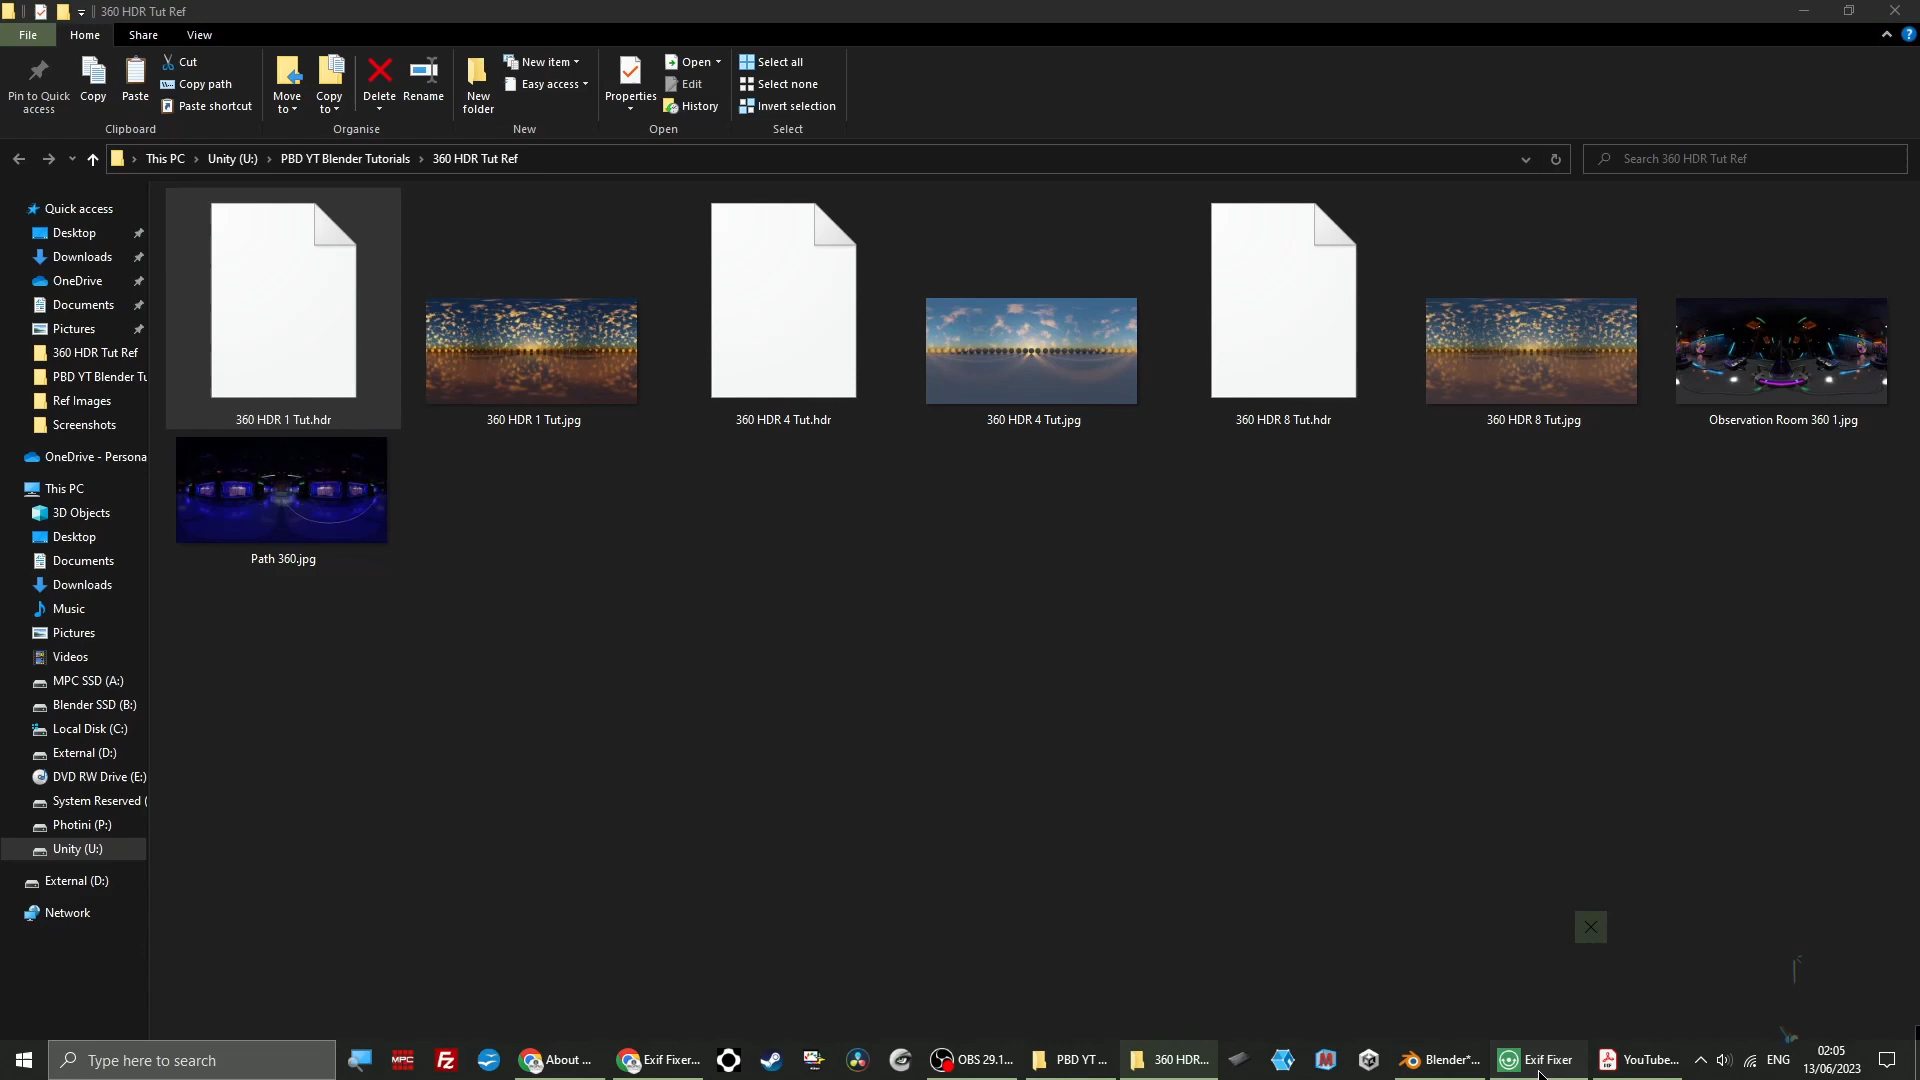 360 HDR Tut Ref
File
Home
Share
View
Pin to Quick
access
Copy
Paste
Cut
Copy path
Paste shortcut
Clipboard
Move
to
Copy
to
Delete
Rename
Organise
New
folder
New item
Easy access
New
Properties
Open
Edit
History
Open
Select all
Select none
Invert selection
Select
This PC
Unity (U:)
PBD YT Blender Tutorials
360 HDR Tut Ref
Search 360 HDR Tut Ref
Quick access
Desktop
Downloads
OneDrive
Documents
Pictures
360 HDR Tut Ref
PBD YT Blender Tu
Ref Images
Screenshots
OneDrive - Persona
This PC
3D Objects
Desktop
Documents
Downloads
Music
Pictures
Videos
MPC SSD (A:)
Blender SSD (B:)
Local Disk (C:)
External (D:)
DVD RW Drive (E:)
System Reserved (
Photini (P:)
Unity (U:)
External (D:)
Network
360 HDR 1 Tut.hdr
360 HDR 1 Tut.jpg
360 HDR 4 Tut.hdr
360 HDR 4 Tut.jpg
360 HDR 8 Tut.hdr
360 HDR 8 Tut.jpg
Observation Room 360 1.jpg
Path 360.jpg
Type here to search
MPC
About ...
Exif Fixer...
OBS 29.1...
PBD YT ...
360 HDR...
Blender*...
Exif Fixer
YouTube...
ENG
02:05
13/06/2023